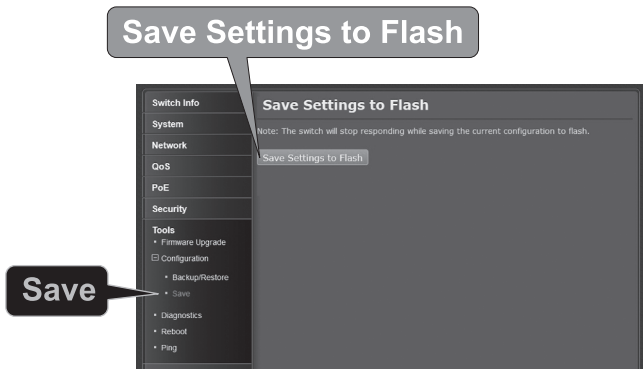 Save Settings to Flash
Switch Info
System
Network
QoS
PoE
Security
Tools
• Firmware Upgrade
Configuration
• Backup/Restore
• Save
• Diagnostics
• Reboot
• Ping
Save Settings to Flash
Note: The switch will stop responding while saving the current configuration to flash.
Save Settings to Flash
Save